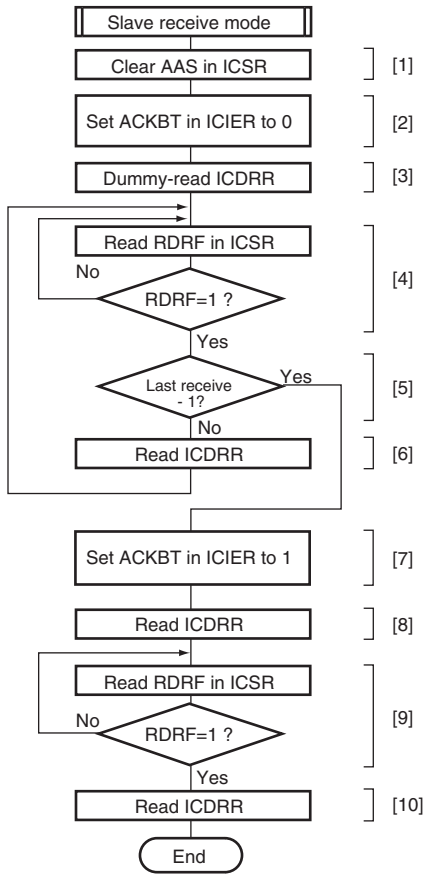 Slave receive mode
Clear AAS in ICSR [1]
Set ACKBT in ICIER to 0 [2]
Dummy-read ICDRR [3]
Read RDRF in ICSR
No
[4]
RDRF=1 ?
Yes
Last receive
- 1?
Yes
[5]
No
Read ICDRR [6]
Set ACKBT in ICIER to 1 [7]
Read ICDRR [8]
Read RDRF in ICSR
No
[9]
RDRF=1 ?
Yes
Read ICDRR [10]
End